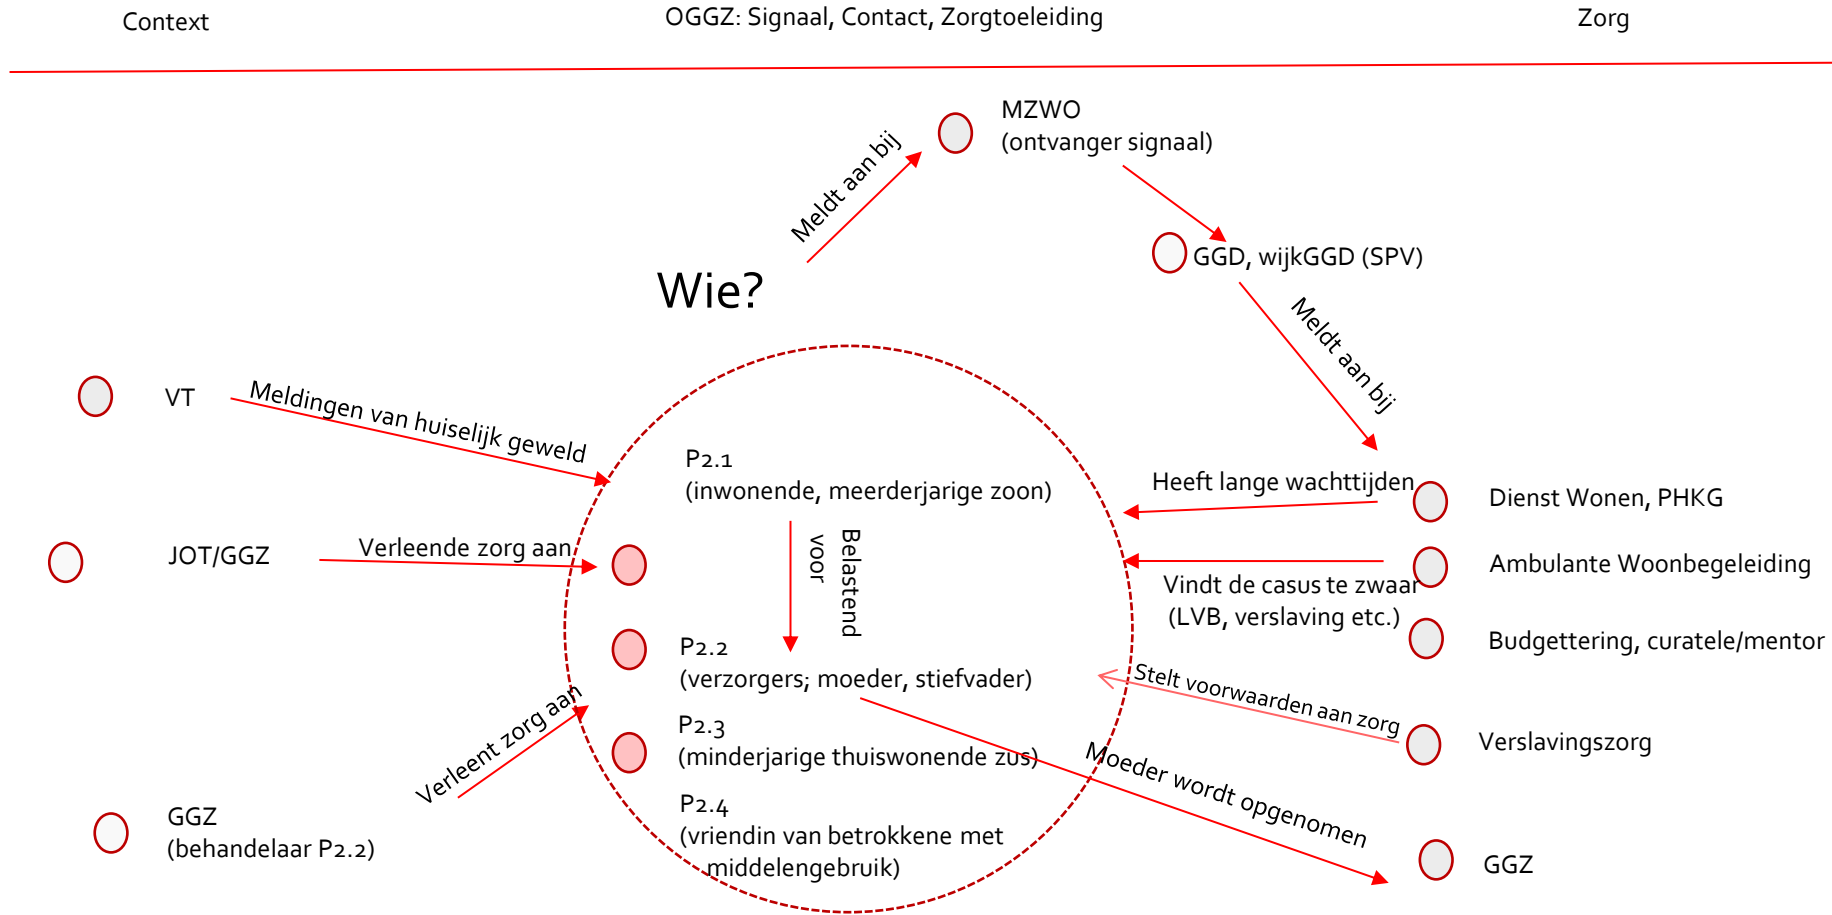 Context
OGGZ: Signaal, Contact, Zorgtoeleiding
Zorg
MZWO
(ontvanger signaal)
Meldt aan bij
GGD, wijkGGD (SPV)
Wie?
Meldt aan bij
VT
Meldingen van huiselijk geweld
P2.1
(inwonende, meerderjarige zoon)
Heeft lange wachttijden
Dienst Wonen, PHKG
JOT/GGZ
Verleende zorg aan
Belastend
voor
Ambulante Woonbegeleiding
Vindt de casus te zwaar
(LVB, verslaving etc.)
Budgettering, curatele/mentor
P2.2
(verzorgers; moeder, stiefvader)
Stelt voorwaarden aan zorg
Verslavingszorg
P2.3
(minderjarige thuiswonende zus)
Verleent zorg aan
Moeder wordt opgenomen
P2.4
(vriendin van betrokkene met
middelengebruik)
GGZ
(behandelaar P2.2)
GGZ